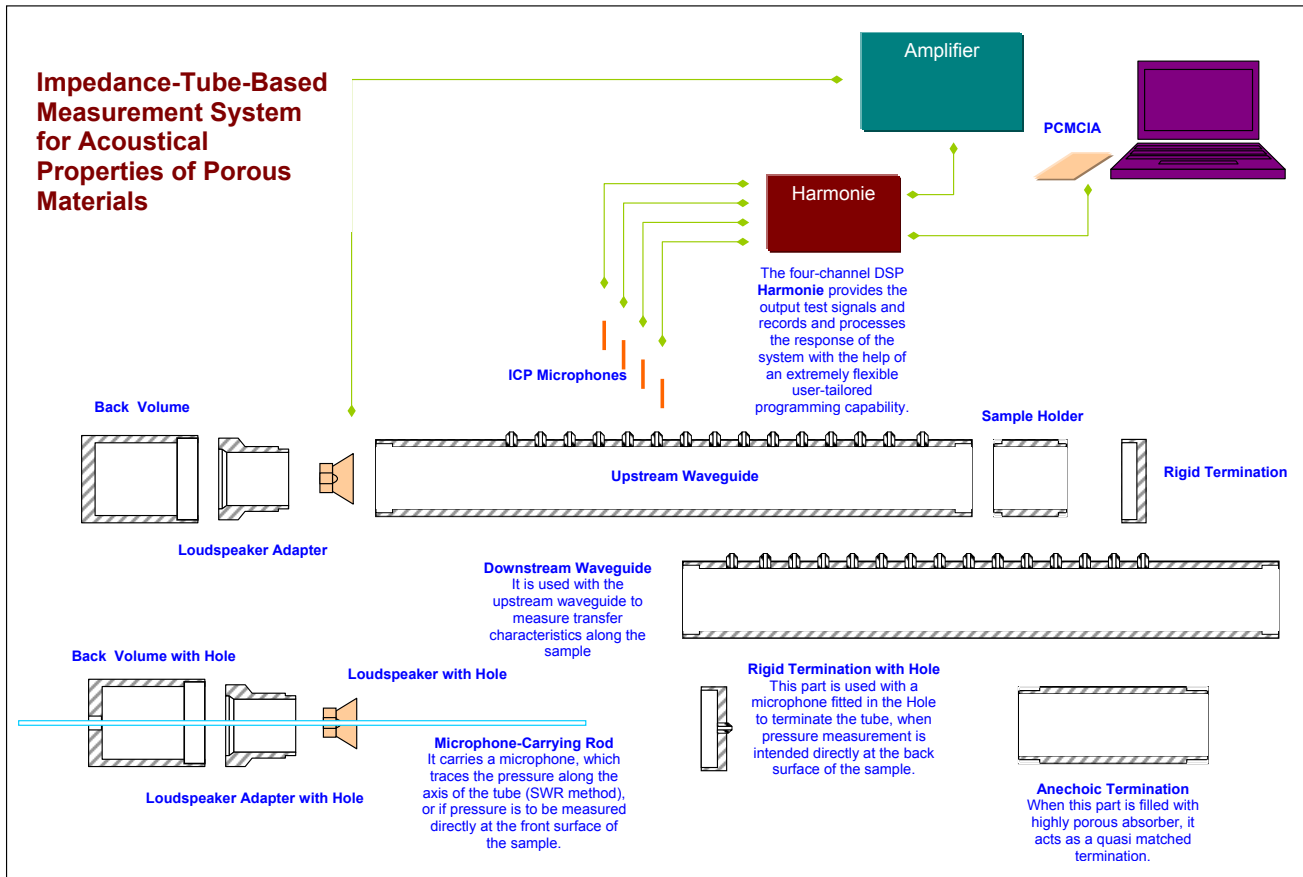 Impedance-Tube-Based
Measurement System
for Acoustical
Properties of Porous
Materials
Amplifier
PCMCIA
Harmonie
The four-channel DSP
Harmonie provides the
output test signals and
records and processes
the response of the
system with the help of
an extremely flexible
user-tailored
programming capability.
ICP Microphones
Back Volume
Sample Holder
Upstream Waveguide
Rigid Termination
Loudspeaker Adapter
Downstream Waveguide
It is used with the
upstream waveguide to
measure transfer
characteristics along the
sample
Back Volume with Hole
Loudspeaker with Hole
Rigid Termination with Hole
This part is used with a
microphone fitted in the Hole
to terminate the tube, when
pressure measurement is
intended directly at the back
surface of the sample.
Microphone-Carrying Rod
It carries a microphone, which
traces the pressure along the
axis of the tube (SWR method),
or if pressure is to be measured
directly at the front surface of
the sample.
Loudspeaker Adapter with Hole
Anechoic Termination
When this part is filled with
highly porous absorber, it
acts as a quasi matched
termination.